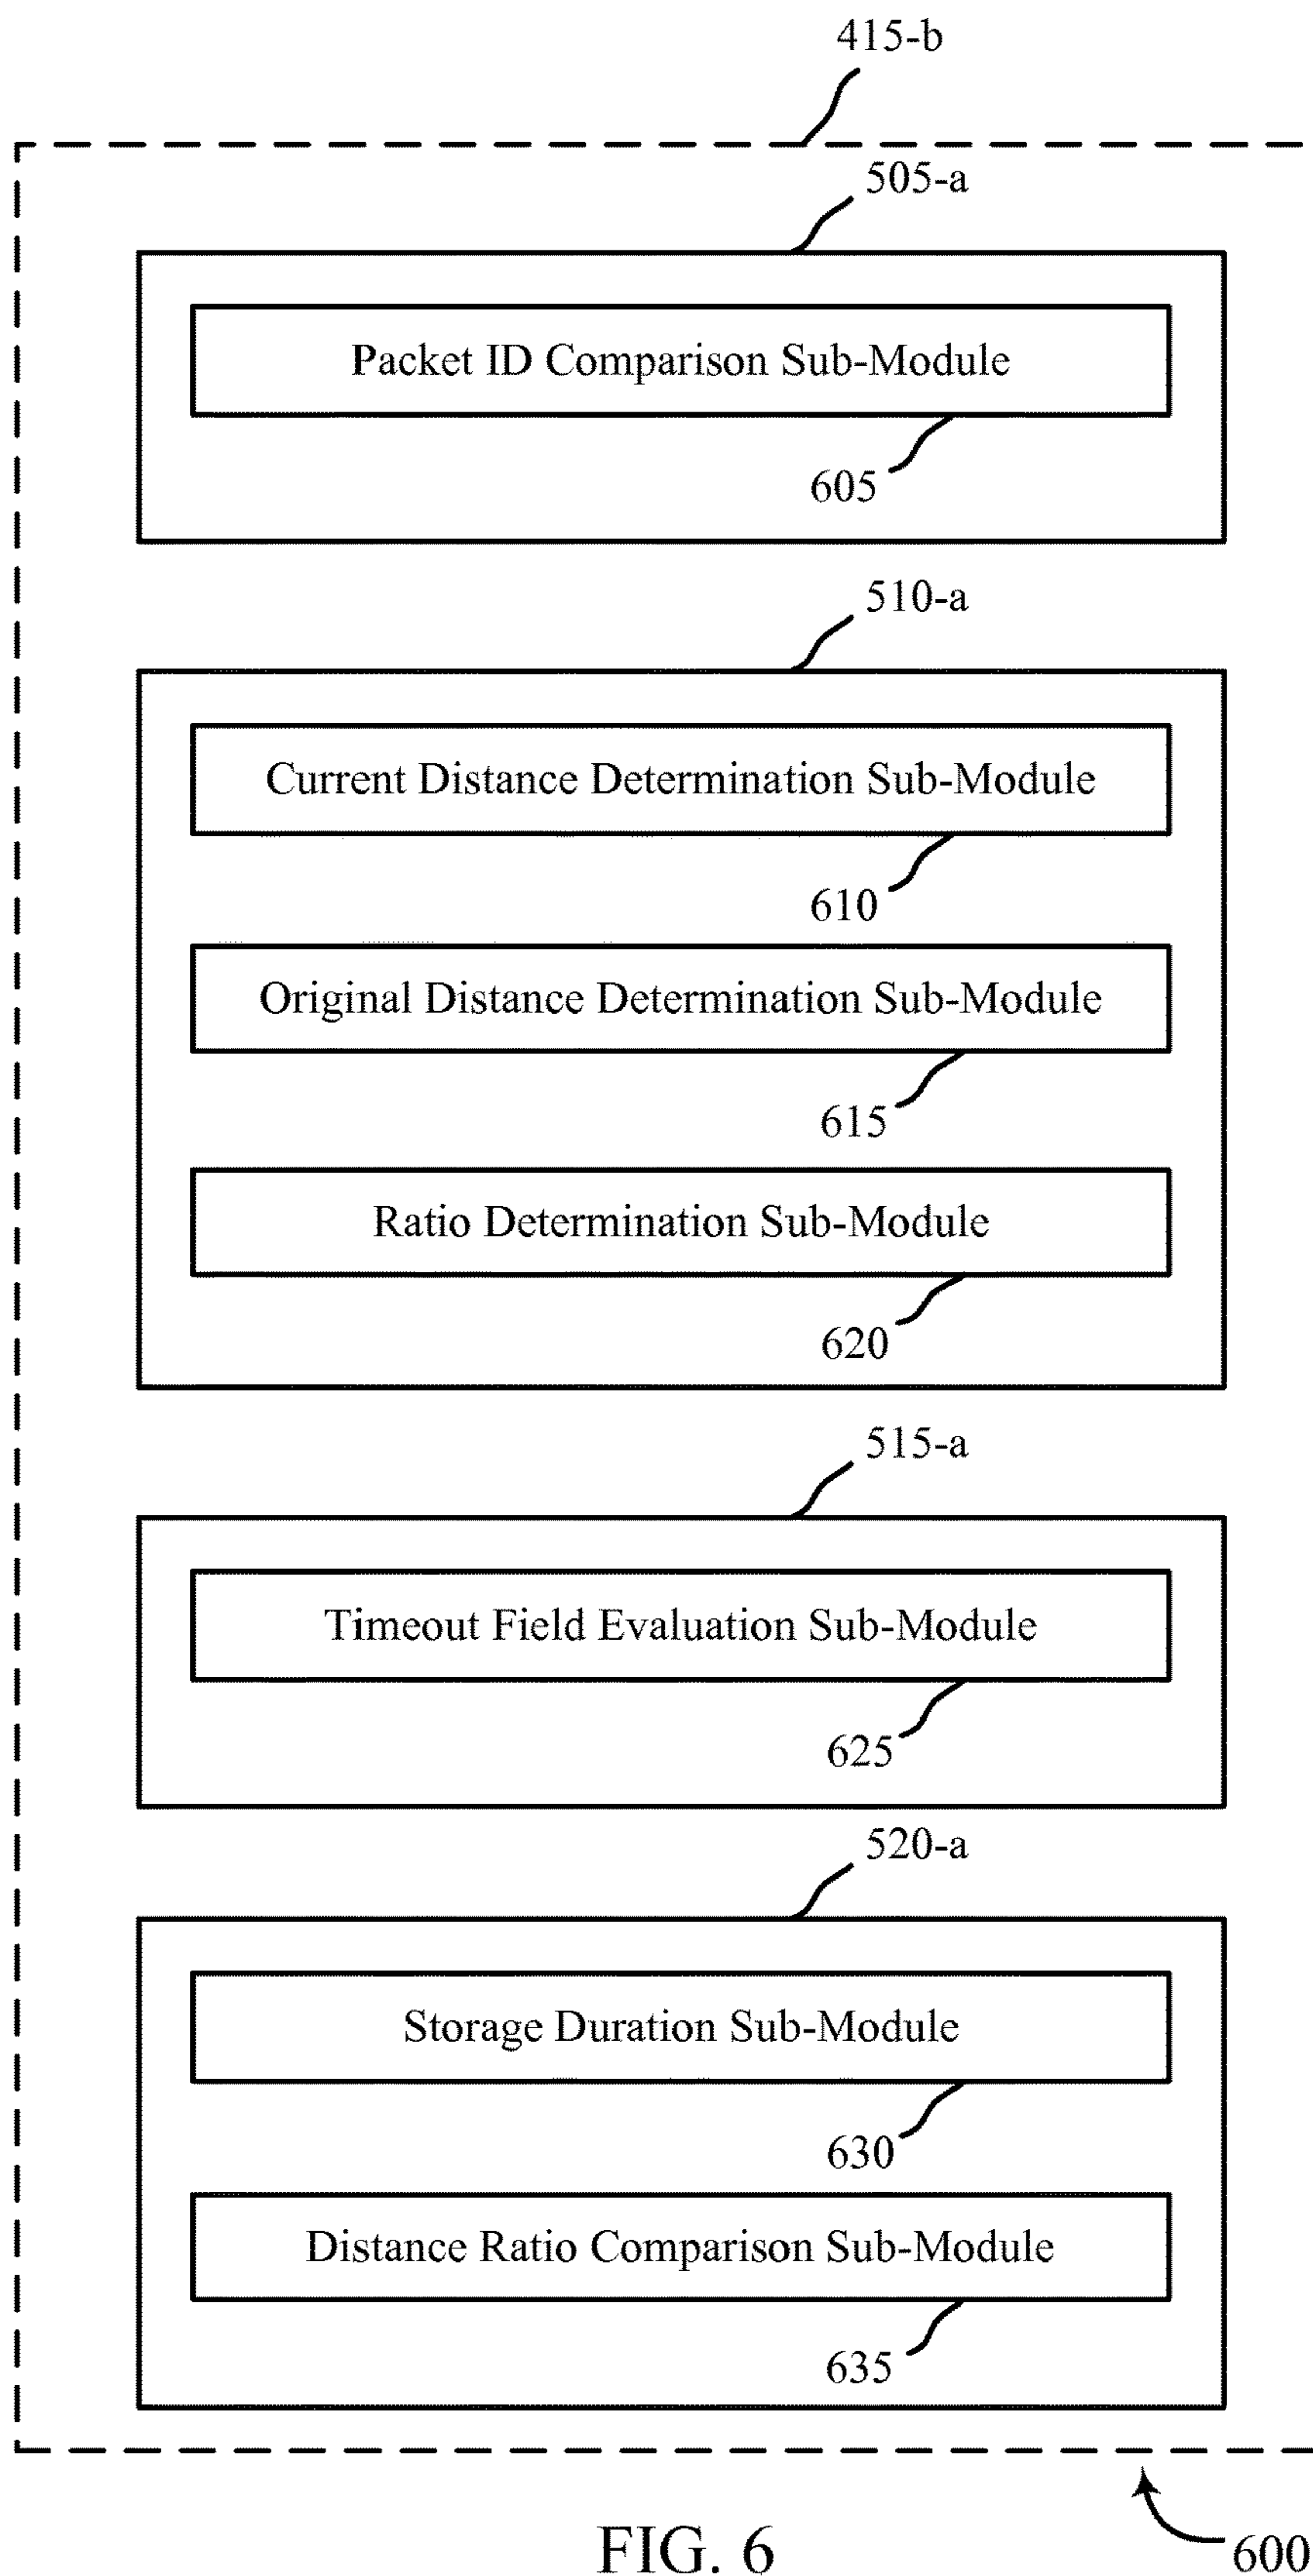 415-b
505-a
Packet ID Comparison Sub-Module
605
510-a
Current Distance Determination Sub-Module
610
Original Distance Determination Sub-Module
615
Ratio Determination Sub-Module
620
515-a
Timeout Field Evaluation Sub-Module
625
520-a
Storage Duration Sub-Module
630
Distance Ratio Comparison Sub-Module
635
600
FIG. 6